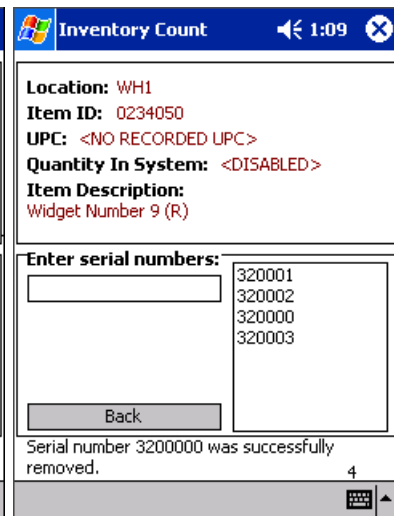 Inventory Count 1:09
Location: WH1
Item ID: 0234050
UPC: <NO RECORDED UPC>
Quantity In System: <DISABLED>
Item Description:
Widget Number 9 (R)
Enter serial numbers:
320001
320002
320000
320003
Back
Serial number 3200000 was successfully
removed.
4